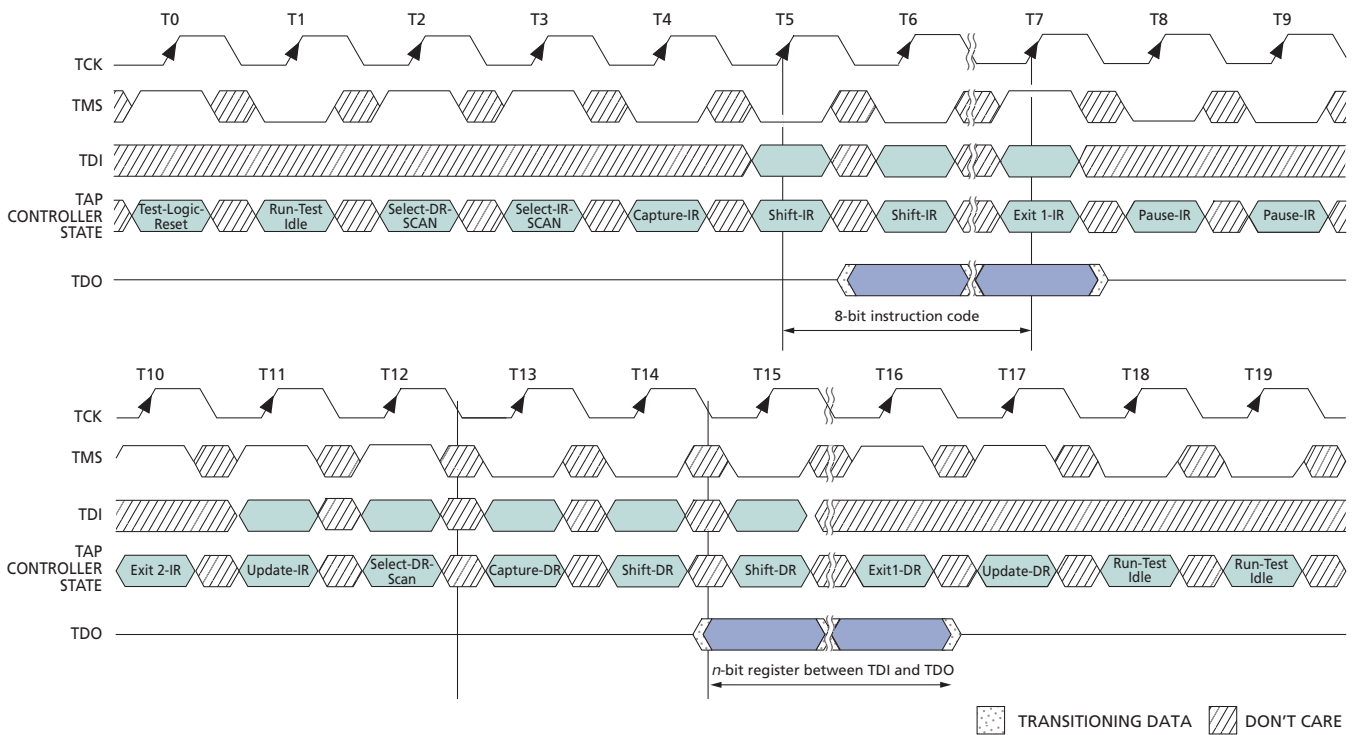 T0 T1 T2 T3 T4 T5 T6 T7 T8 T9
TCK
TMS
TDI
TAP
CONTROLLER
STATE
Test-Logic-
Reset
Run-Test
Idle
Select-DR-
SCAN
Select-IR-
SCAN
Capture-IR
Shift-IR
Shift-IR
Exit 1-IR
Pause-IR
Pause-IR
TDO
8-bit instruction code
T10 T11 T12 T13 T14 T15 T16 T17 T18 T19
TCK
TMS
TDI
TAP
CONTROLLER
STATE
Exit 2-IR
Update-IR
Select-DR-
Scan
Capture-DR
Shift-DR
Shift-DR
Exit1-DR
Update-DR
Run-Test
Idle
Run-Test
Idle
TDO
n-bit register between TDI and TDO
TRANSITIONING DATA
DON'T CARE